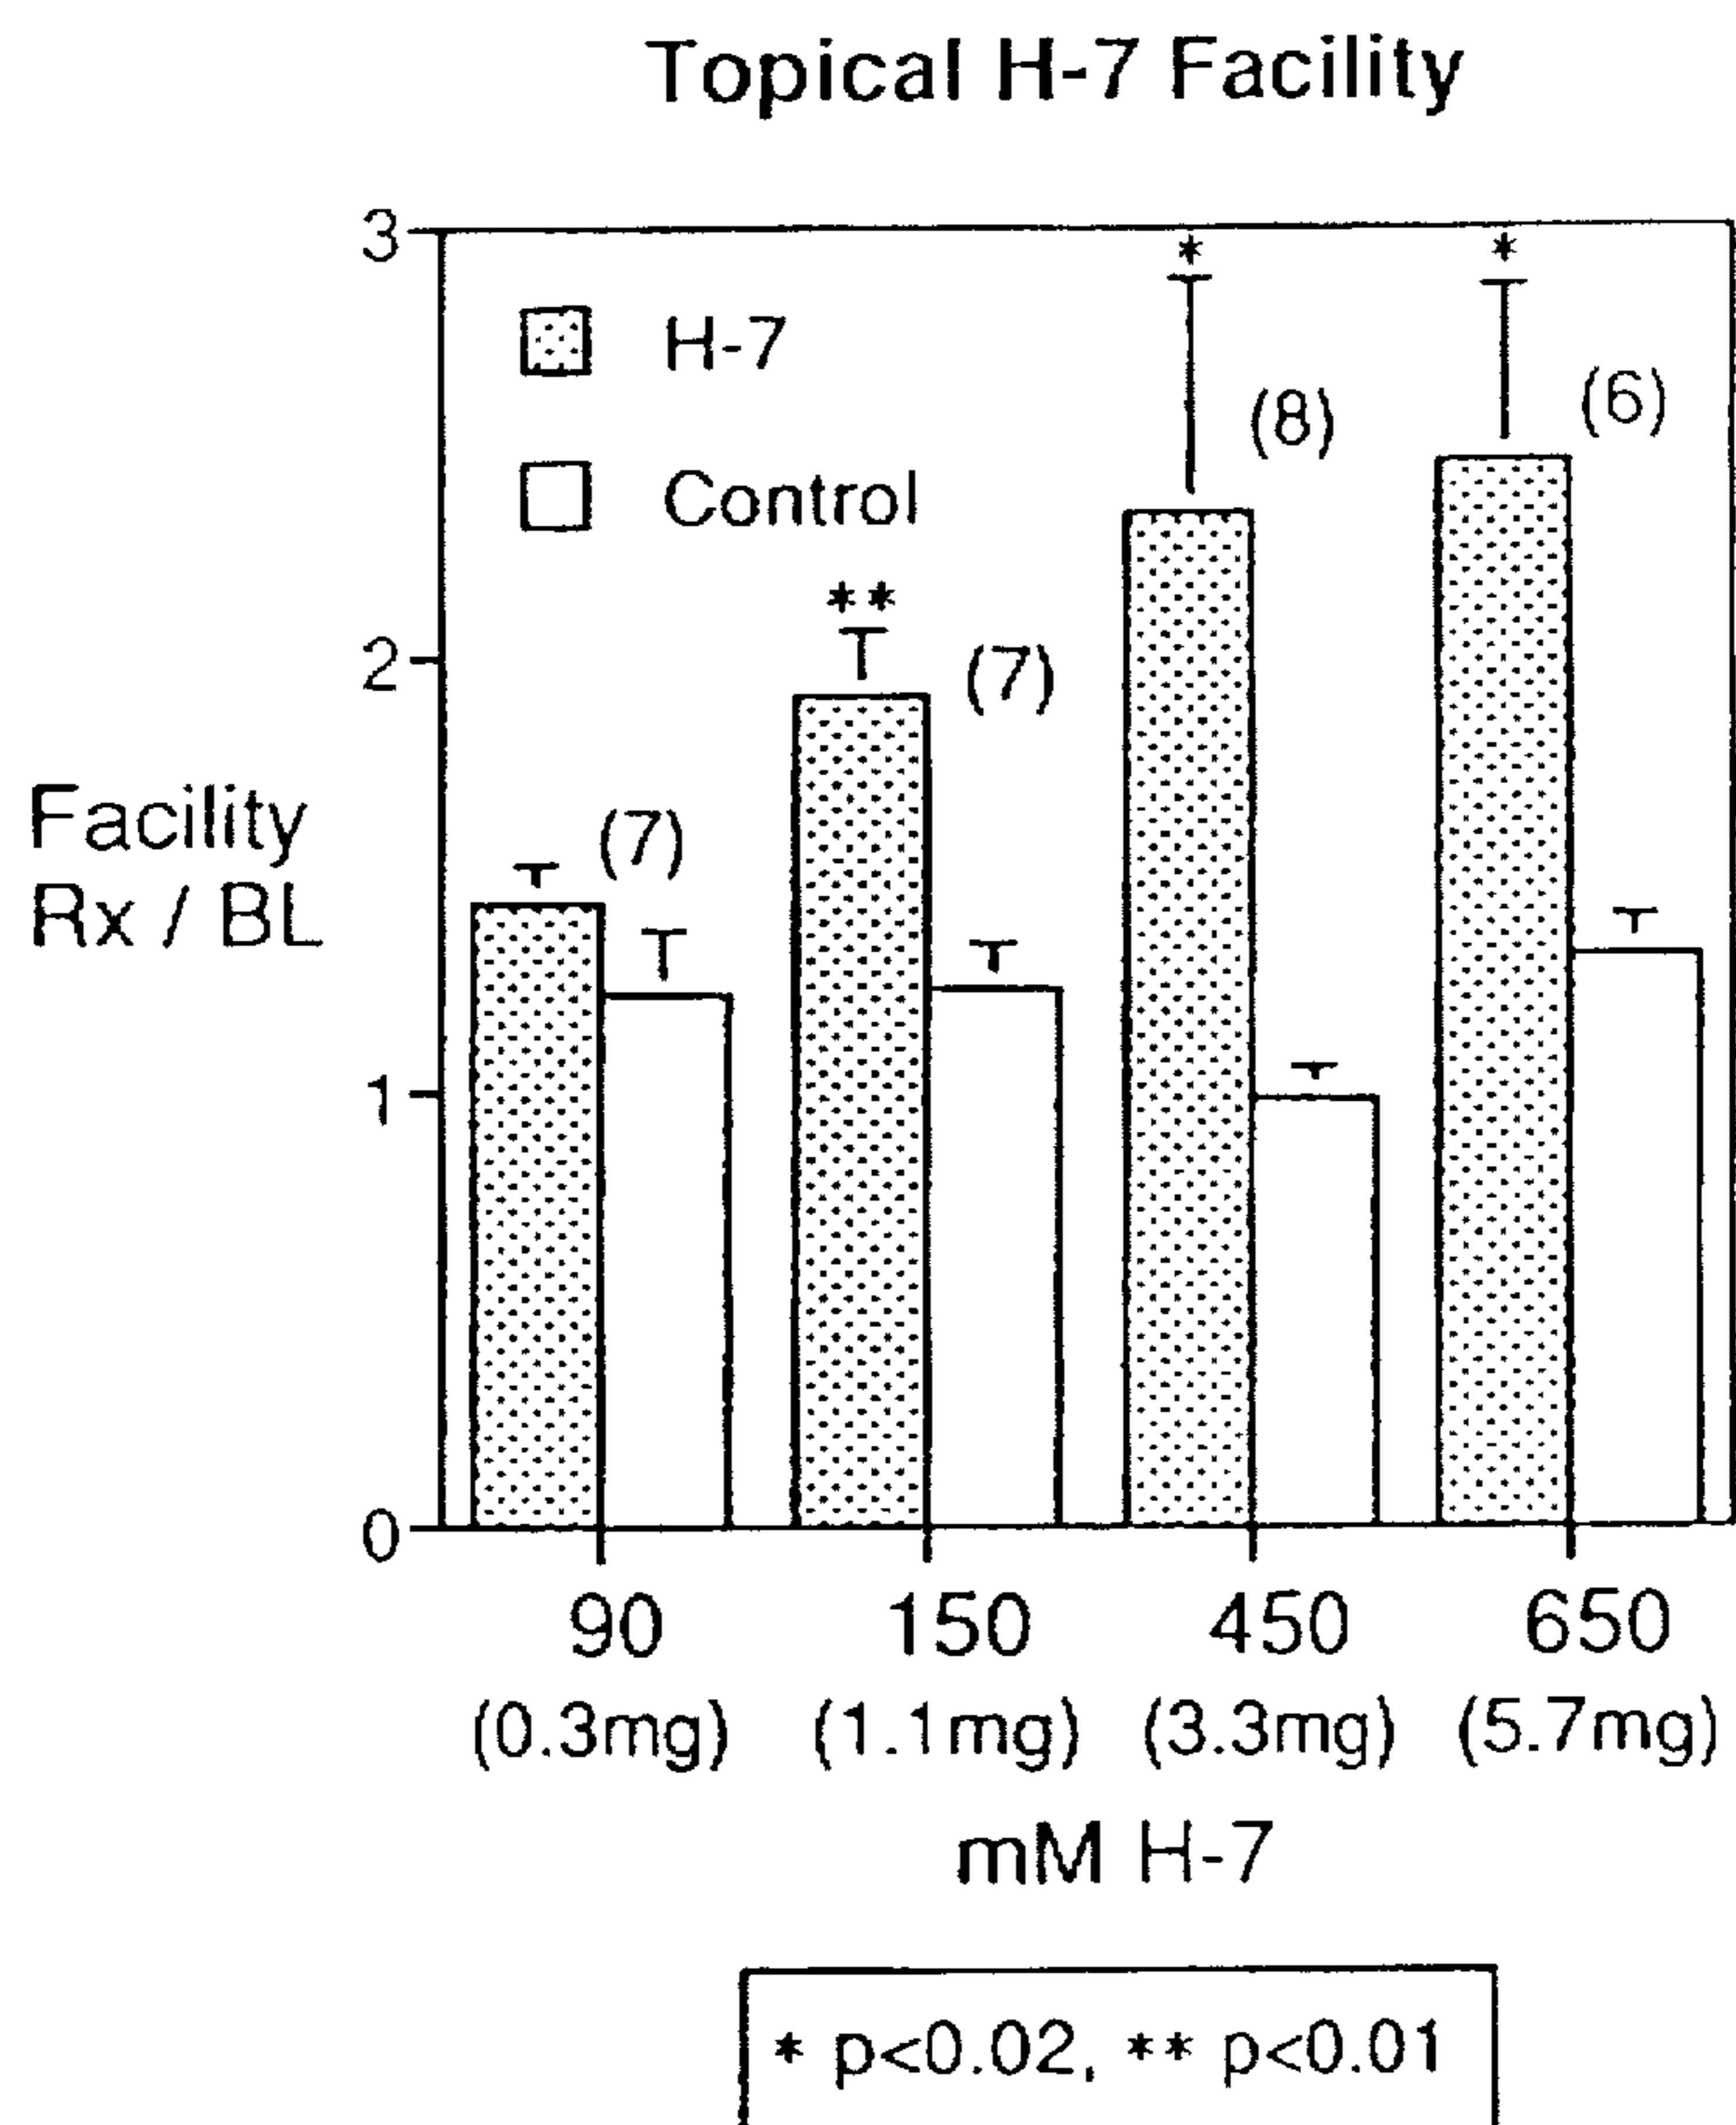 Topical H-7 Facility
3
*
*
H-7
(8)
(6)
Control
**
2
(7)
Facility
Rx / BL
(7)
1
0
90
150
450
650
(0.3mg)
(1.1mg)
(3.3mg)
(5.7mg)
mM H-7
* p<0.02, ** p<0.01